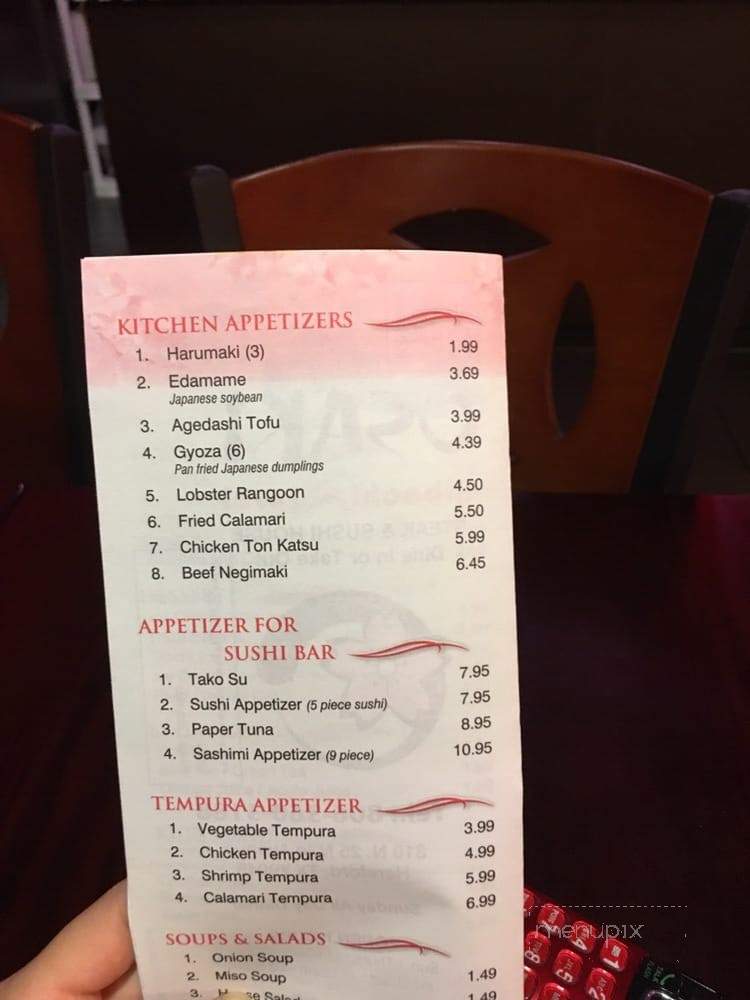 KITCHEN APPETIZERS
1. Harumaki (3) 1.99
2. Edamame 3.69
Japanese soybean
3. Agedashi Tofu 3.99
4. Gyoza (6) 4.39
Pan fried Japanese dumplings
5. Lobster Rangoon 4.50
6. Fried Calamari 5.50
7. Chicken Ton Katsu 5.99
8. Beef Negimaki 6.45
APPETIZER FOR
SUSHI BAR
1. Tako Su 7.95
2. Sushi Appetizer (5 piece sushi) 7.95
3. Paper Tuna 8.95
4. Sashimi Appetizer (9 piece) 10.95
TEMPURA APPETIZER
1. Vegetable Tempura 3.99
2. Chicken Tempura 4.99
3. Shrimp Tempura 5.99
4. Calamari Tempura 6.99
SOUPS & SALADS
1. Onion Soup 1.49
2. Miso Soup 1.49
3.
menupix